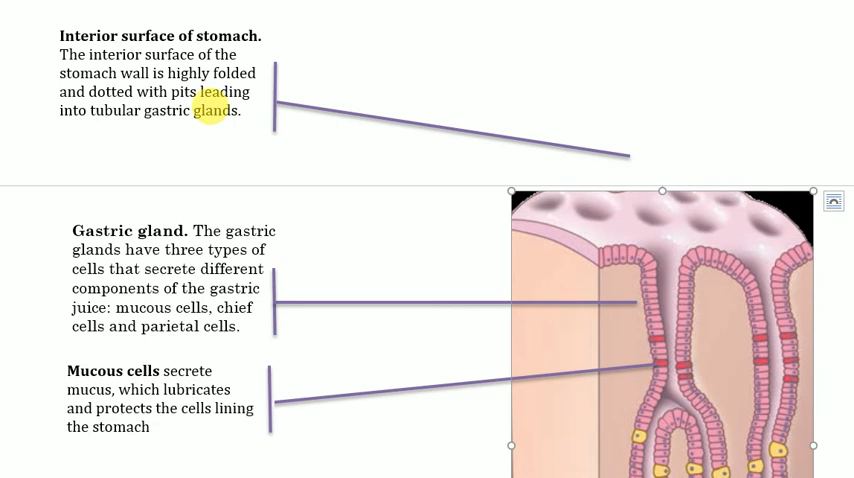 Interior surface of stomach.
The interior surface of the
stomach wall is highly folded
and dotted with pits leading
into tubular gastric glands.
Gastric gland. The gastric
glands have three types of
cells that secrete different
components of the gastric
juice: mucous cells, chief
cells and parietal cells.
Mucous cells secrete
mucus, which lubricates
and protects the cells lining
the stomach